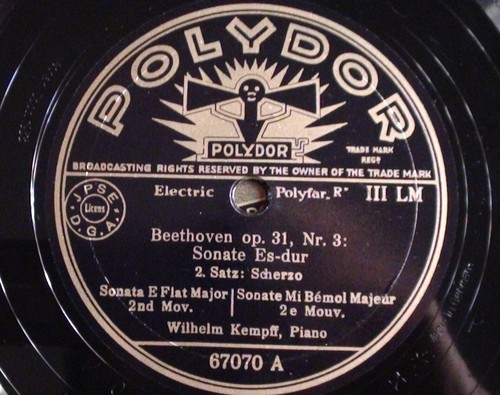 POLYDOR
POLYDOR
TRADE MARK
REGD
BROADCASTING RIGHTS RESERVED BY THE OWNER OF THE TRADE MARK
JPSE
Licens
D.G.A.
Electric Polyfar„R" III LM
Beethoven op. 31, Nr. 3:
Sonate Es-dur
2. Satz: Scherzo
Sonata E Flat Major | Sonate Mi Bémol Majeur
2nd Mov. | 2e Mouv.
Wilhelm Kempff, Piano
67070 A